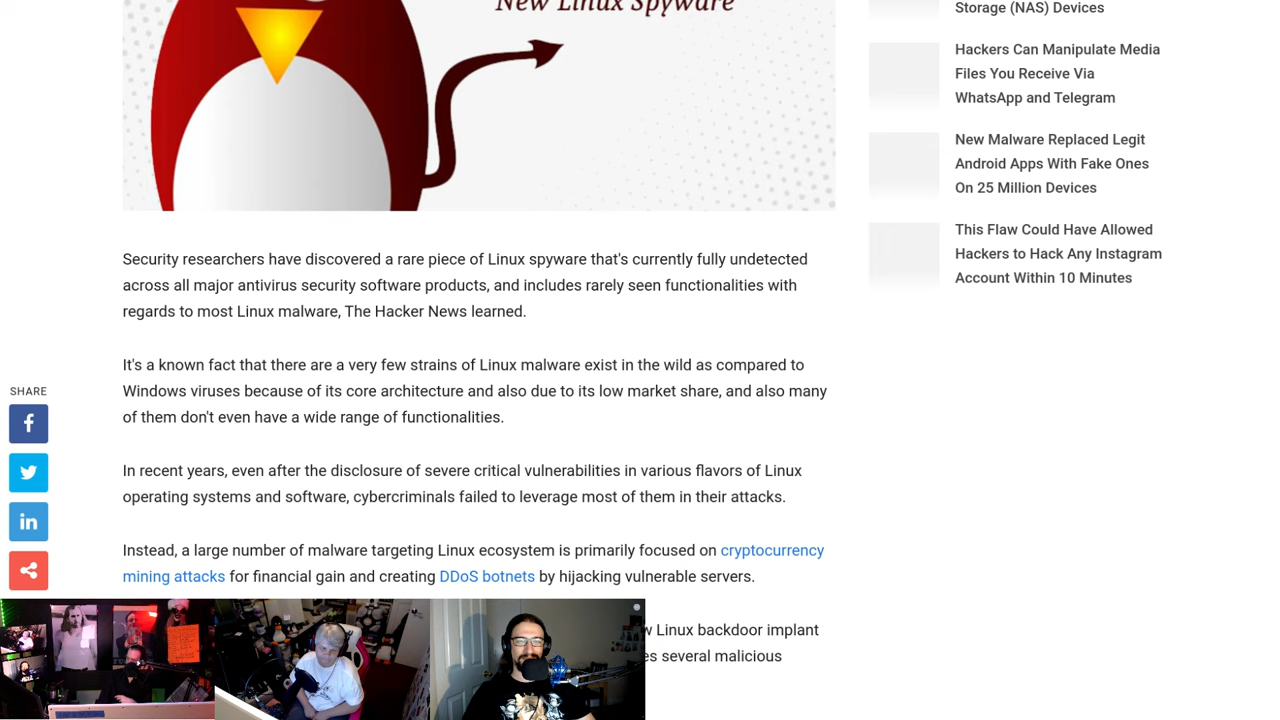 New Linux Spyware
Storage (NAS) Devices
Hackers Can Manipulate Media
Files You Receive Via
WhatsApp and Telegram
New Malware Replaced Legit
Android Apps With Fake Ones
On 25 Million Devices
This Flaw Could Have Allowed
Hackers to Hack Any Instagram
Account Within 10 Minutes
Security researchers have discovered a rare piece of Linux spyware that's currently fully undetected
across all major antivirus security software products, and includes rarely seen functionalities with
regards to most Linux malware, The Hacker News learned.
It's a known fact that there are a very few strains of Linux malware exist in the wild as compared to
Windows viruses because of its core architecture and also due to its low market share, and also many
of them don't even have a wide range of functionalities.
In recent years, even after the disclosure of severe critical vulnerabilities in various flavors of Linux
operating systems and software, cybercriminals failed to leverage most of them in their attacks.
Instead, a large number of malware targeting Linux ecosystem is primarily focused on cryptocurrency
mining attacks for financial gain and creating DDoS botnets by hijacking vulnerable servers.
Linux backdoor implant
several malicious
SHARE
f
in